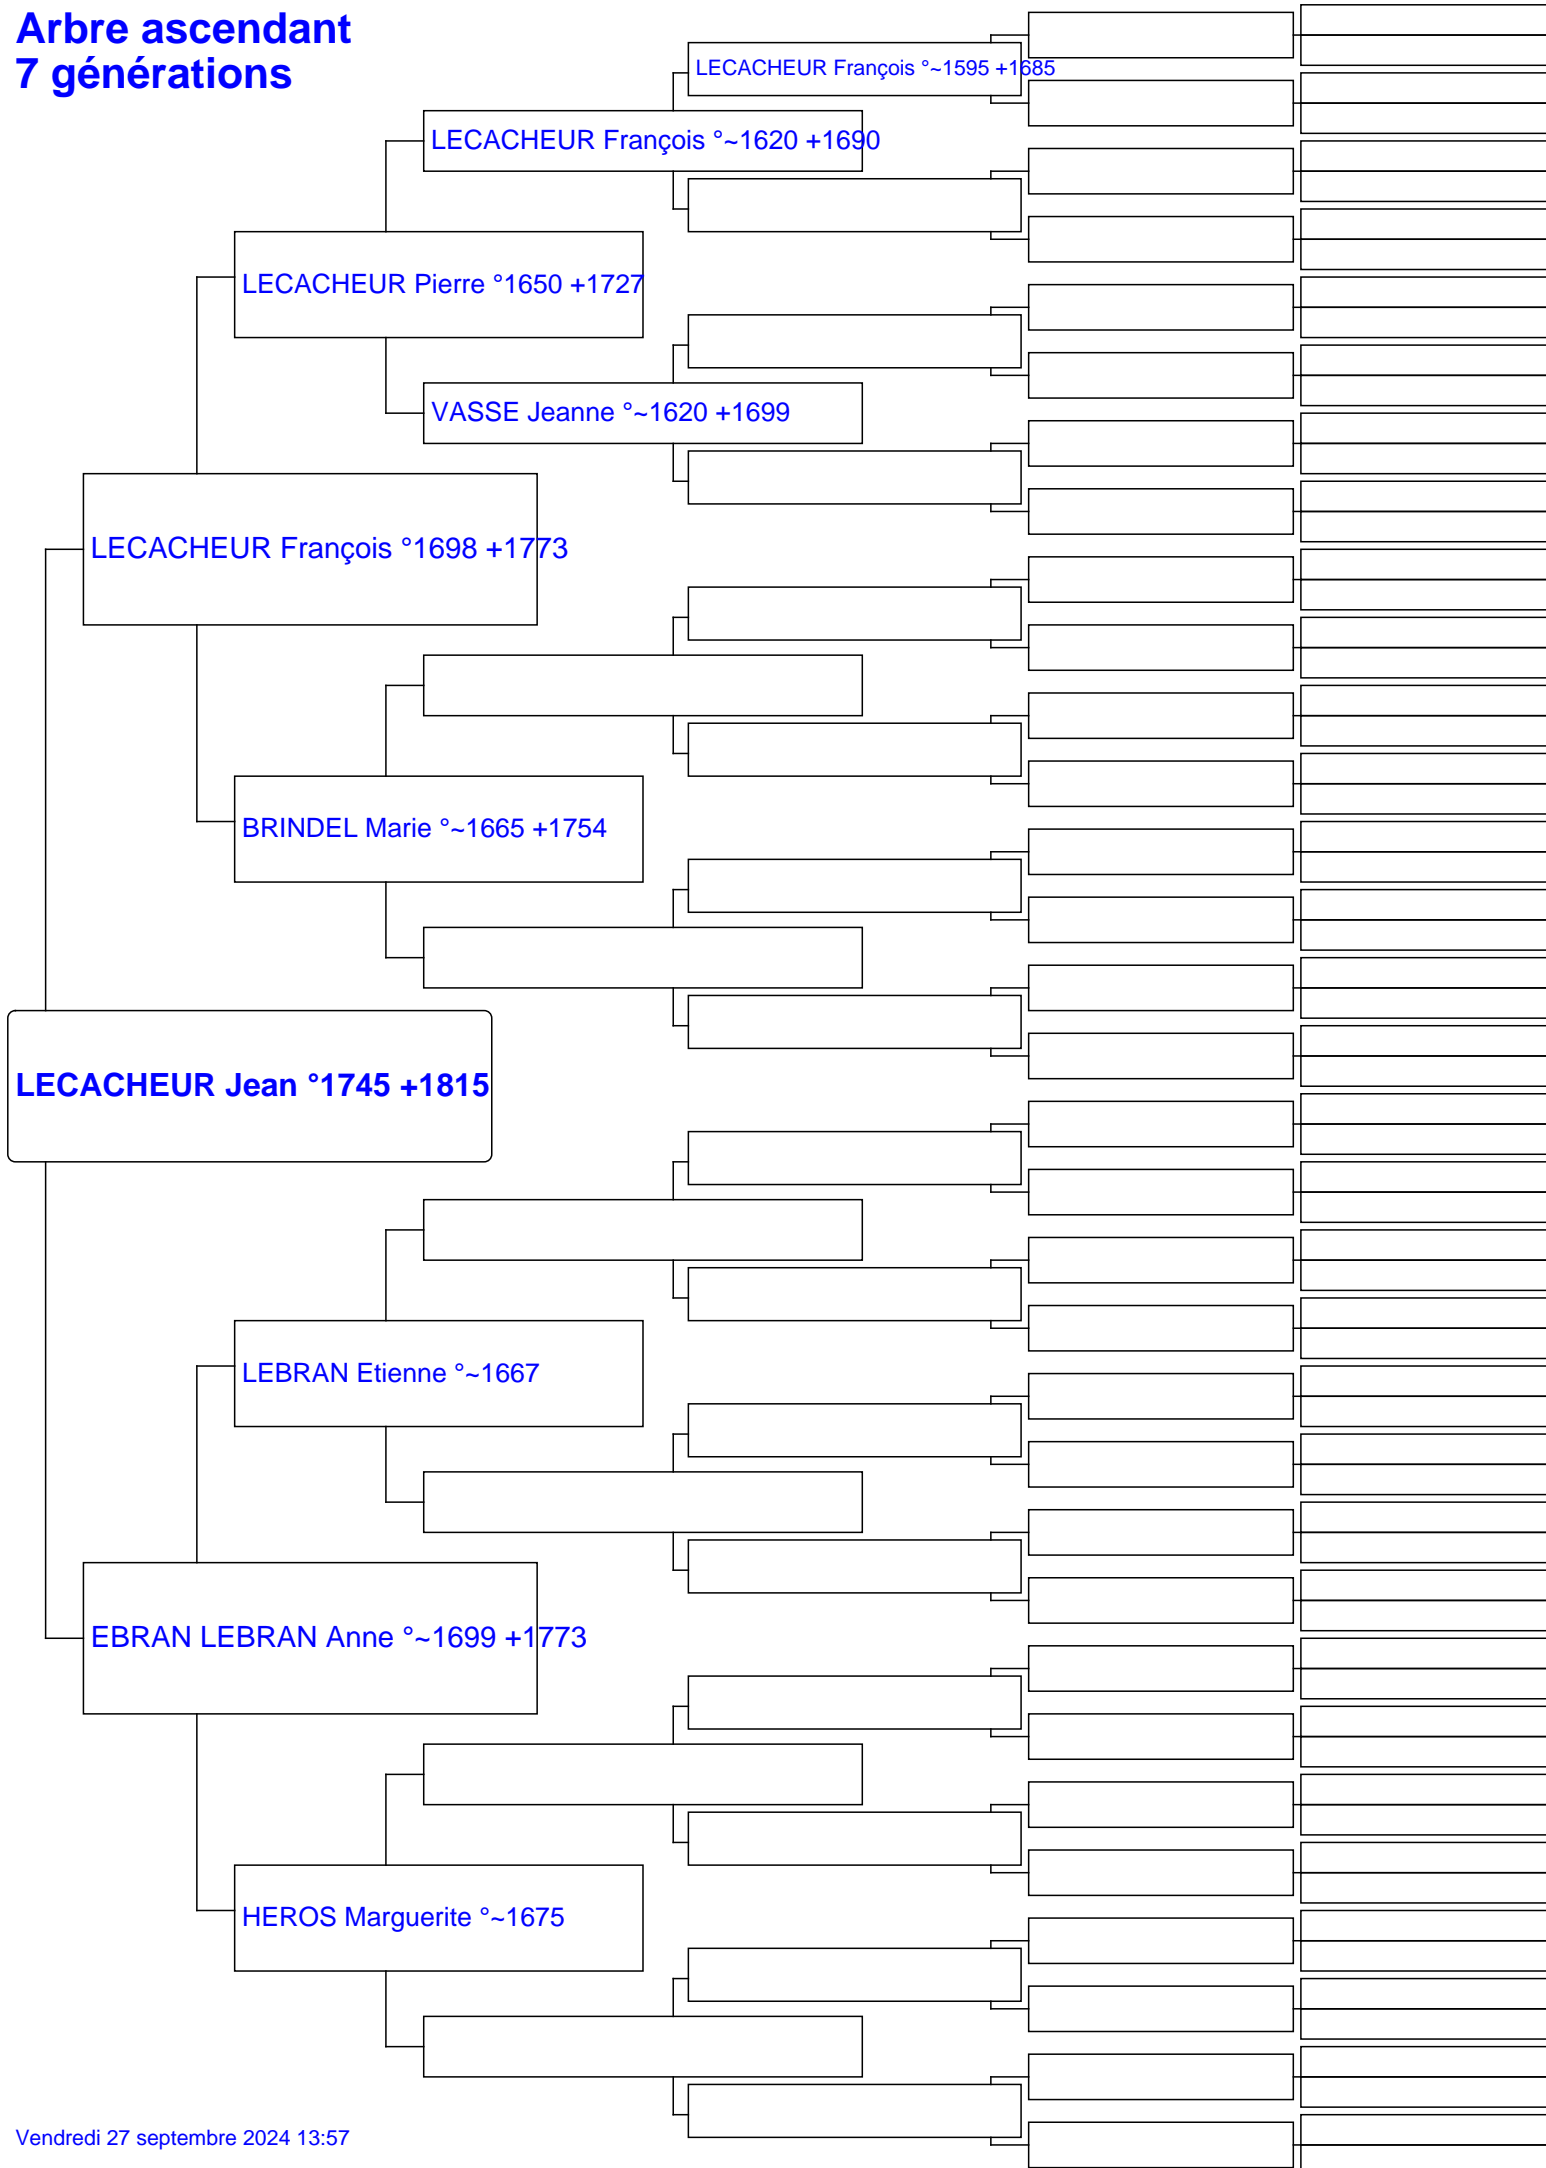 Arbre ascendant
7 générations
LECACHEUR François °~1595 +1685
LECACHEUR François °~1620 +1690
LECACHEUR Pierre °1650 +1727
VASSE Jeanne °~1620 +1699
LECACHEUR François °1698 +1773
BRINDEL Marie °~1665 +1754
LECACHEUR Jean °1745 +1815
LEBRAN Etienne °~1667
EBRAN LEBRAN Anne °~1699 +1773
HEROS Marguerite °~1675
Vendredi 27 septembre 2024 13:57